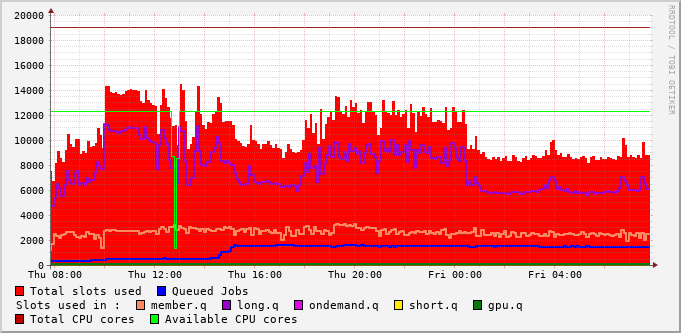 20000
18000
16000
14000
12000
10000
8000
6000
4000
2000
0
Thu 08:00 Thu 12:00 Thu 16:00 Thu 20:00 Fri 00:00 Fri 04:00
RRDTOOL / TOBI OETIKER
Total slots used Queued Jobs
Slots used in : member.q long.q ondemand.q short.q gpu.q
Total CPU cores Available CPU cores